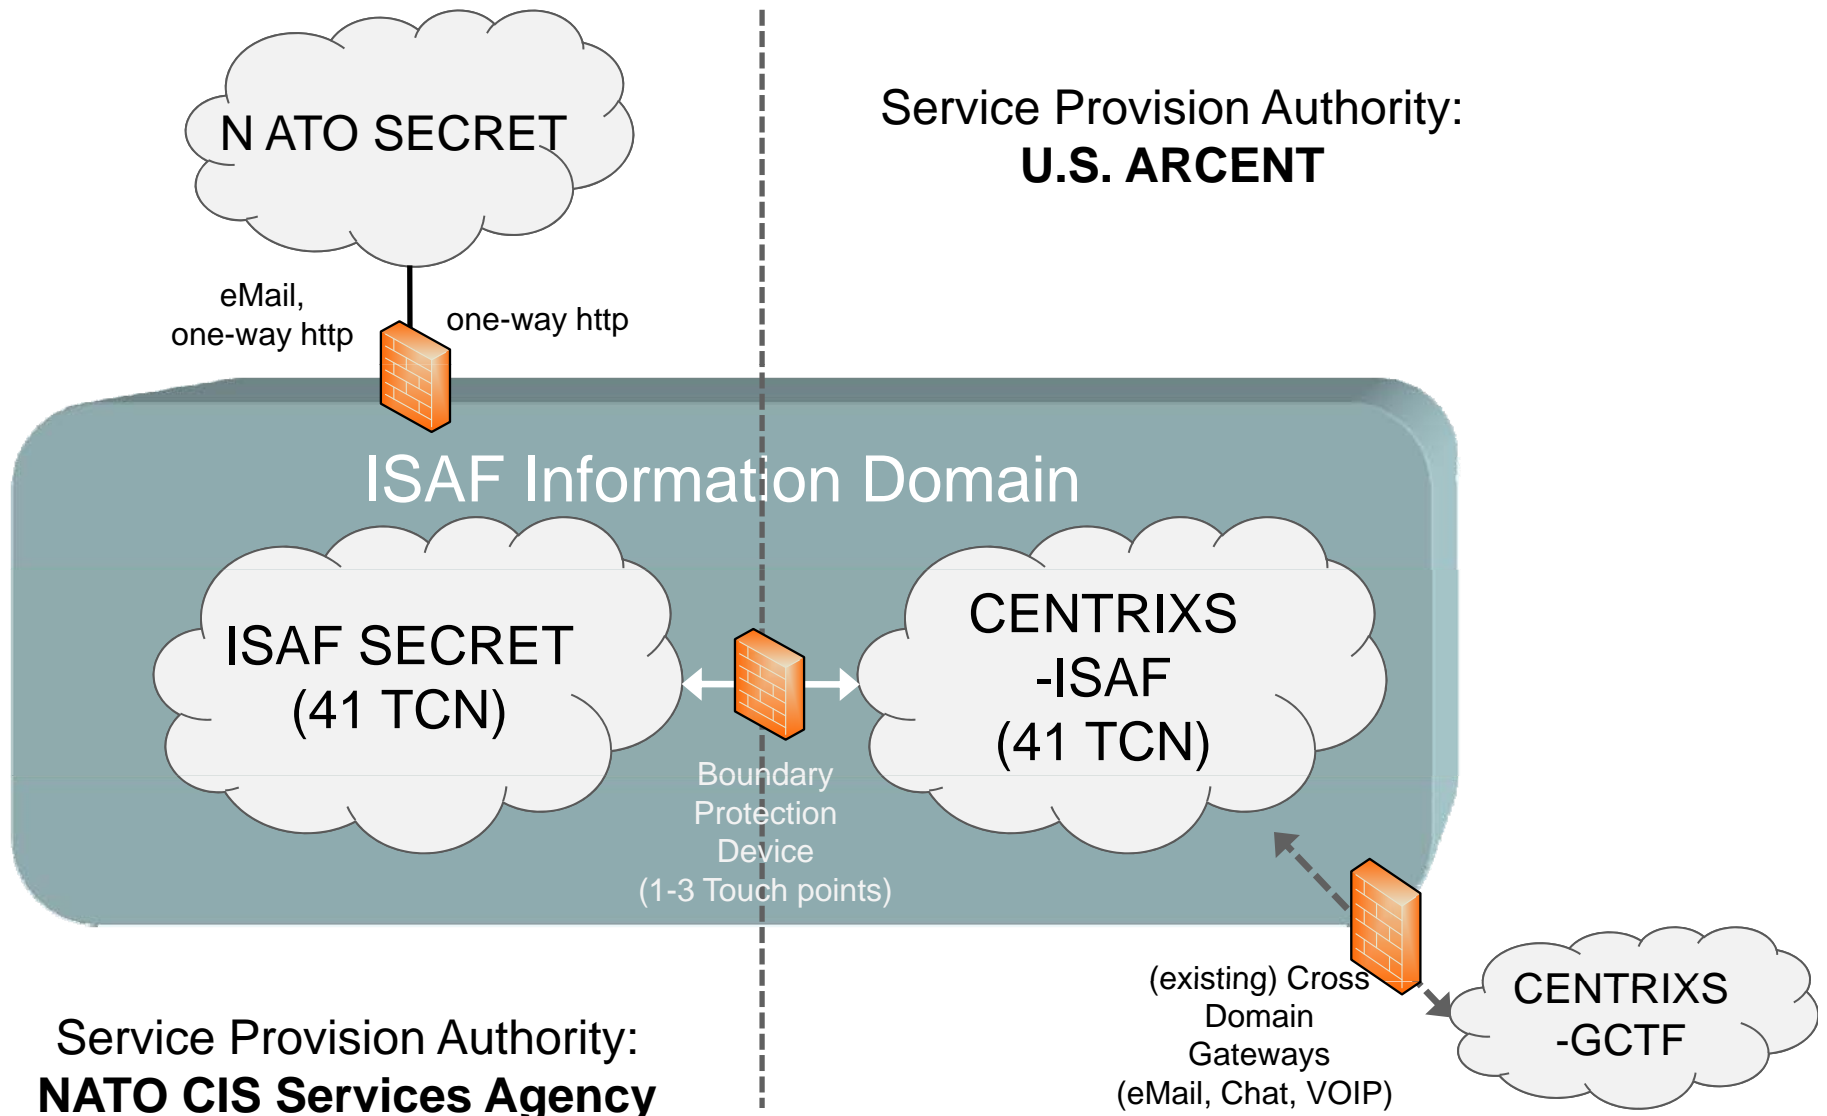 N ATO SECRET
Service Provision Authority:
U.S. ARCENT
eMail,
one-way http
one-way http
ISAF Information Domain
ISAF SECRET
(41 TCN)
CENTRIXS
-ISAF
(41 TCN)
Boundary
Protection
Device
(1-3 Touch points)
(existing) Cross
Domain
Gateways
(eMail, Chat, VOIP)
CENTRIXS
-GCTF
Service Provision Authority:
NATO CIS Services Agency